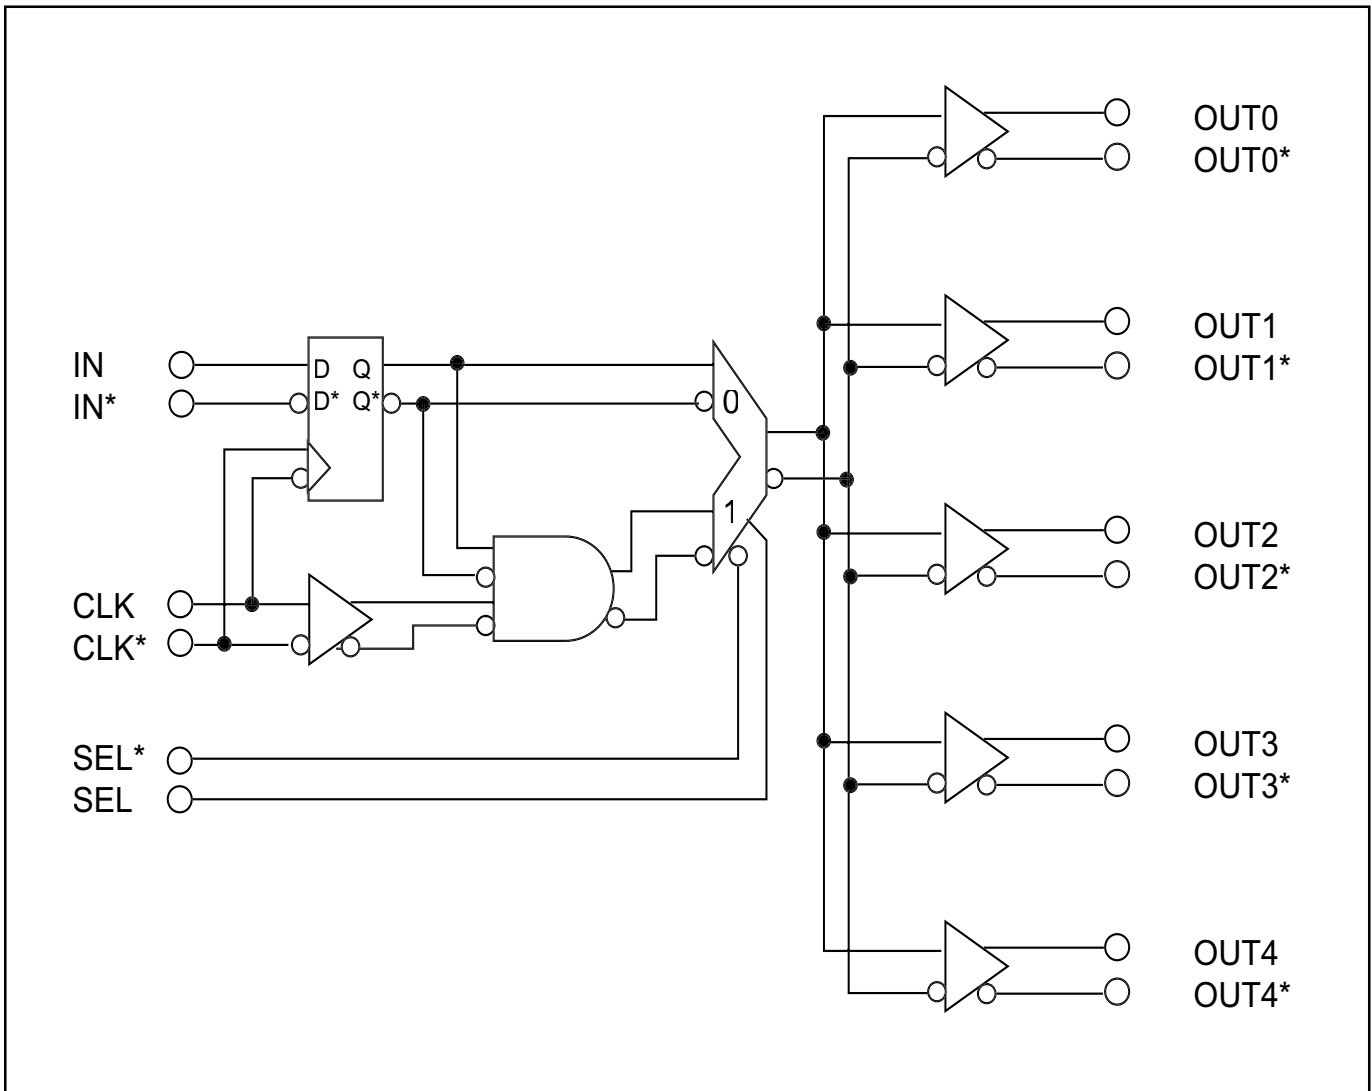 OUT0
OUT0*
OUT1
OUT1*
IN
IN*
D Q
D* Q*
0
1
OUT2
OUT2*
CLK
CLK*
SEL*
SEL
OUT3
OUT3*
OUT4
OUT4*